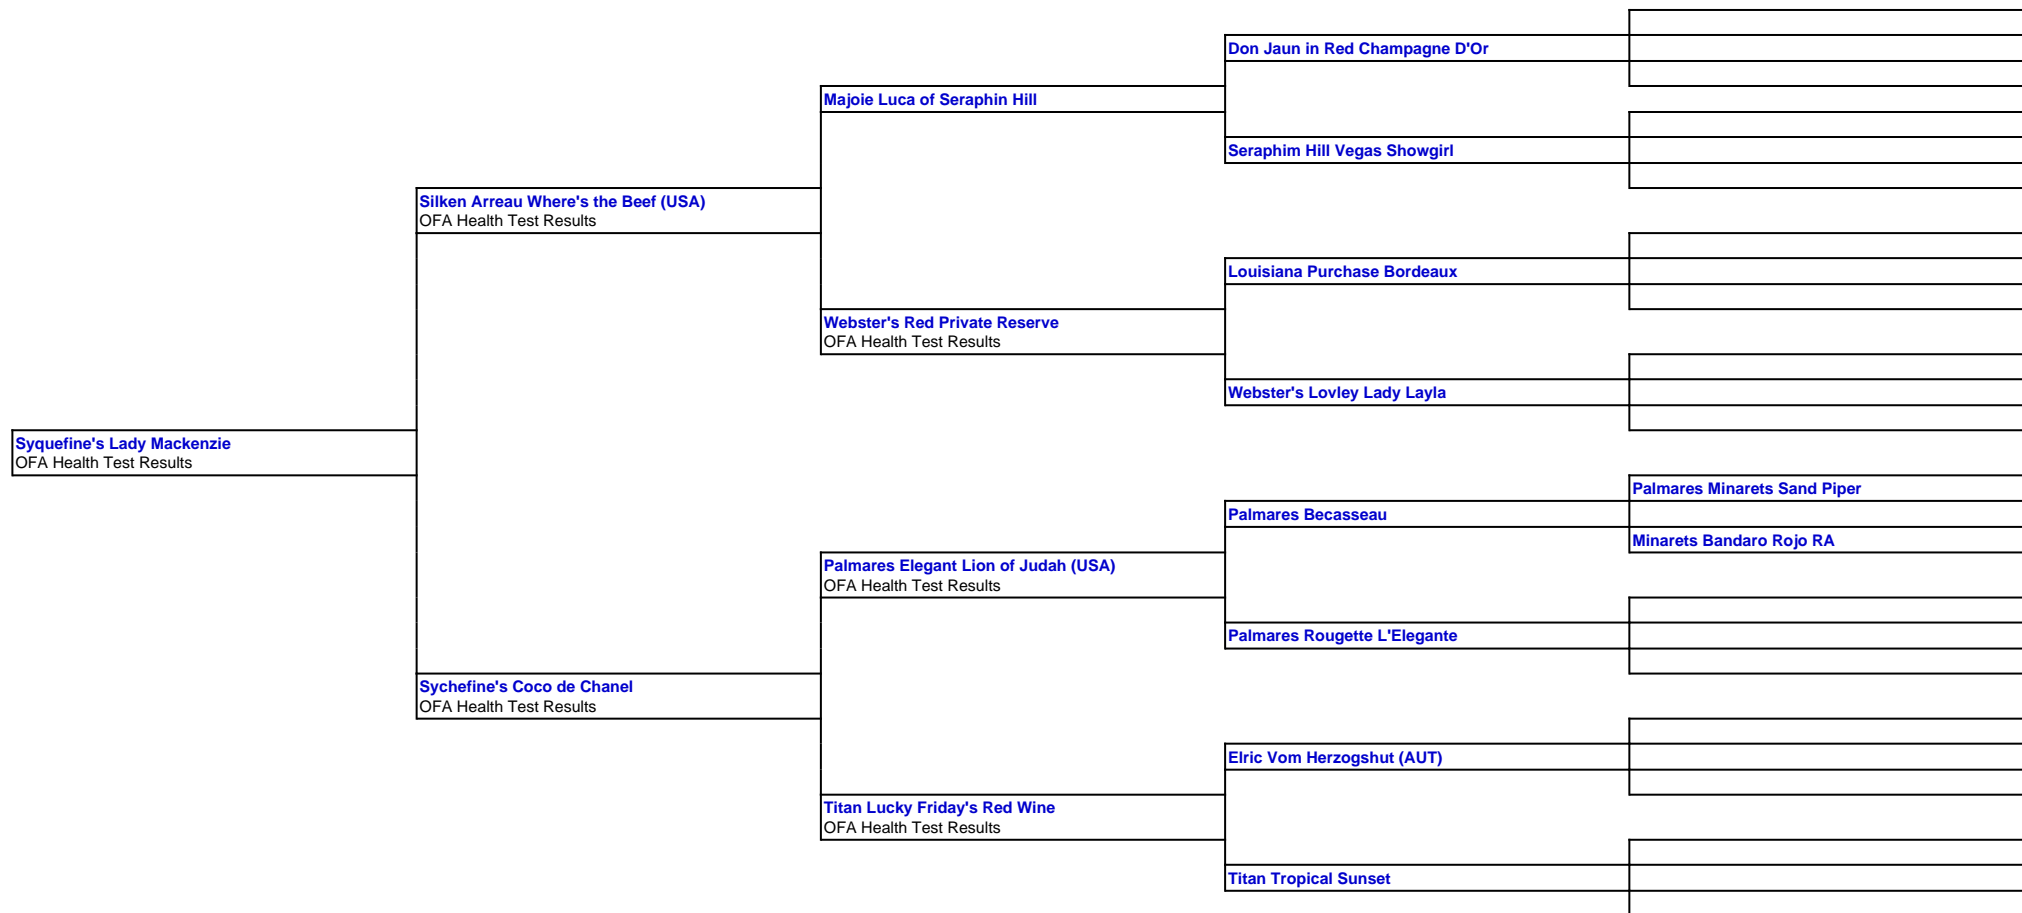 Don Jaun in Red Champagne D'Or
Majoie Luca of Seraphin Hill
Seraphim Hill Vegas Showgirl
Silken Arreau Where's the Beef (USA)
OFA Health Test Results
Louisiana Purchase Bordeaux
Webster's Red Private Reserve
OFA Health Test Results
Webster's Lovley Lady Layla
Syquefine's Lady Mackenzie
OFA Health Test Results
Palmares Minarets Sand Piper
Palmares Becasseau
Minarets Bandaro Rojo RA
Palmares Elegant Lion of Judah (USA)
OFA Health Test Results
Palmares Rougette L'Elegante
Sychefine's Coco de Chanel
OFA Health Test Results
Elric Vom Herzogshut (AUT)
Titan Lucky Friday's Red Wine
OFA Health Test Results
Titan Tropical Sunset